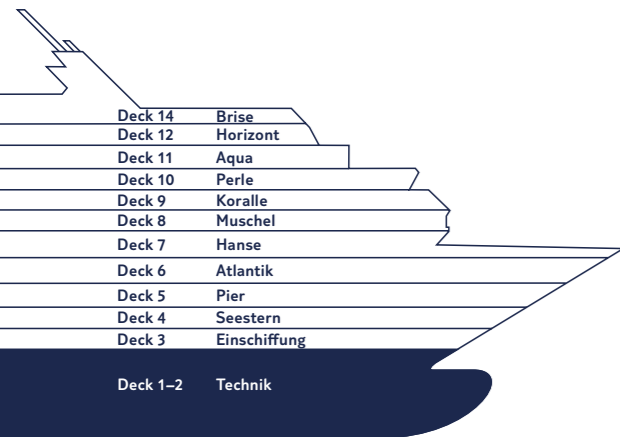 Deck 14 Brise
Deck 12 Horizont
Deck 11 Aqua
Deck 10 Perle
Deck 9 Koralle
Deck 8 Muschel
Deck 7 Hanse
Deck 6 Atlantik
Deck 5 Pier
Deck 4 Seestern
Deck 3 Einschiffung
Deck 1–2 Technik